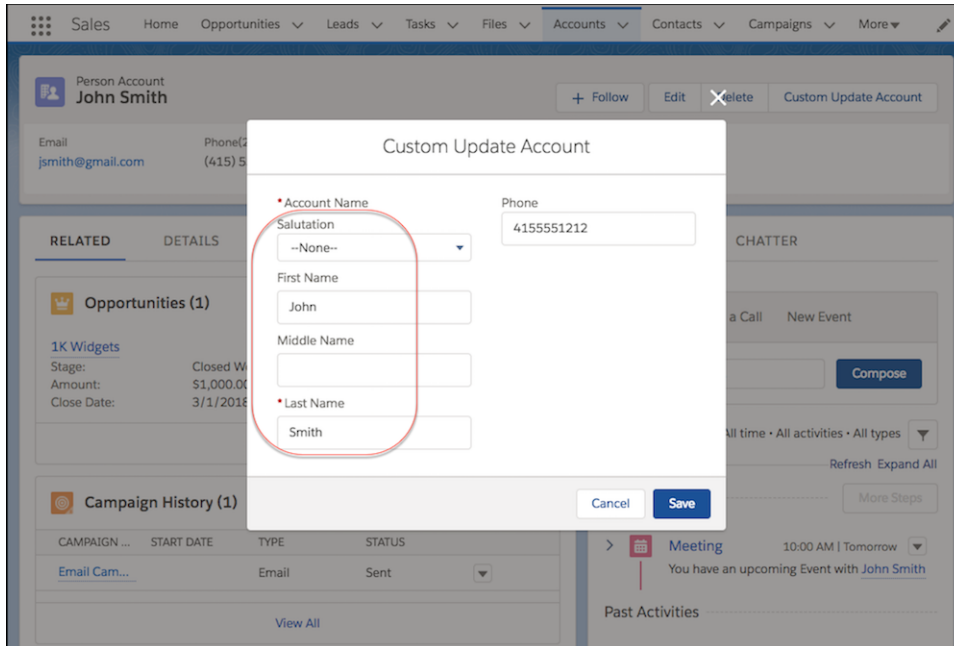 Sales Home Opportunities Leads Tasks Files Accounts Contacts Campaigns More
Person Account
John Smith
+ Follow Edit Delete Custom Update Account
Email Phone(2
jsmith@gmail.com (415) 5
Custom Update Account
*Account Name
Salutation
--None--
First Name
John
Middle Name
*Last Name
Smith
Phone
4155551212
Cancel Save
RELATED DETAILS
Opportunities (1)
1K Widgets
Stage: Closed W
Amount: $1,000.00
Close Date: 3/1/2018
Campaign History (1)
CAMPAIGN ... START DATE TYPE STATUS
Email Cam... Email Sent
View All
CHATTER
a Call New Event
Compose
All time • All activities • All types
Refresh Expand All
More Steps
Meeting 10:00 AM | Tomorrow
You have an upcoming Event with John Smith
Past Activities